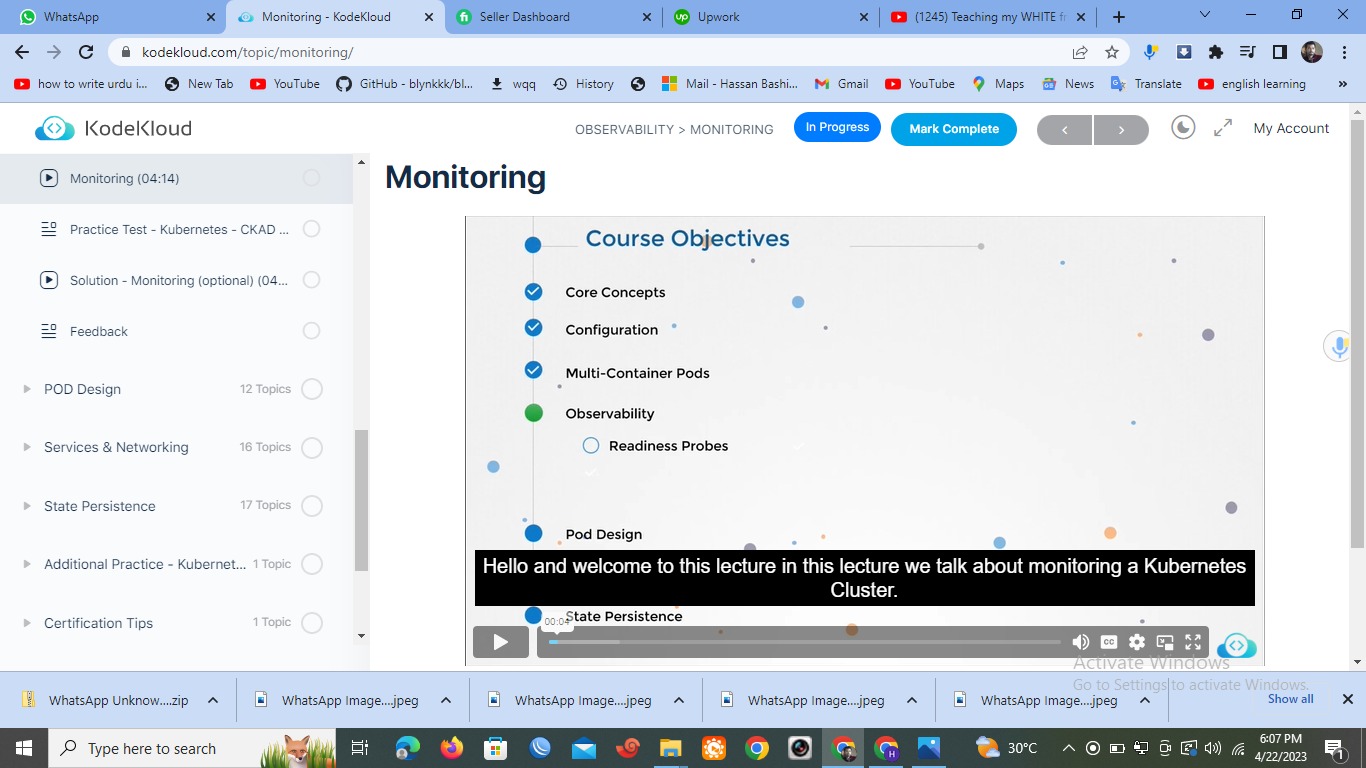 WhatsApp
Monitoring - KodeKloud
Seller Dashboard
Upwork
(1245) Teaching my WHITE fr
kodekloud.com/topic/monitoring/
how to write urdu i...
New Tab
YouTube
GitHub - blynkkk/bl...
wqq
History
Mail - Hassan Bashi...
Gmail
YouTube
Maps
News
Translate
english learning
»
KodeKloud
OBSERVABILITY > MONITORING
In Progress
Mark Complete
My Account
Monitoring (04:14)
Practice Test - Kubernetes - CKAD ...
Solution - Monitoring (optional) (04...
Feedback
POD Design
12 Topics
Services & Networking
16 Topics
State Persistence
17 Topics
Additional Practice - Kubernet...
1 Topic
Certification Tips
1 Topic
Monitoring
Course Objectives
Core Concepts
Configuration
Multi-Container Pods
Observability
Readiness Probes
Pod Design
Hello and welcome to this lecture in this lecture we talk about monitoring a Kubernetes
Cluster.
State Persistence
00:04
CC
Activate Windows
Go to Settings to activate Windows.
WhatsApp Unknow....zip
WhatsApp Image....jpeg
WhatsApp Image....jpeg
WhatsApp Image....jpeg
WhatsApp Image....jpeg
Show all
Type here to search
30°C
6:07 PM
4/22/2023
1